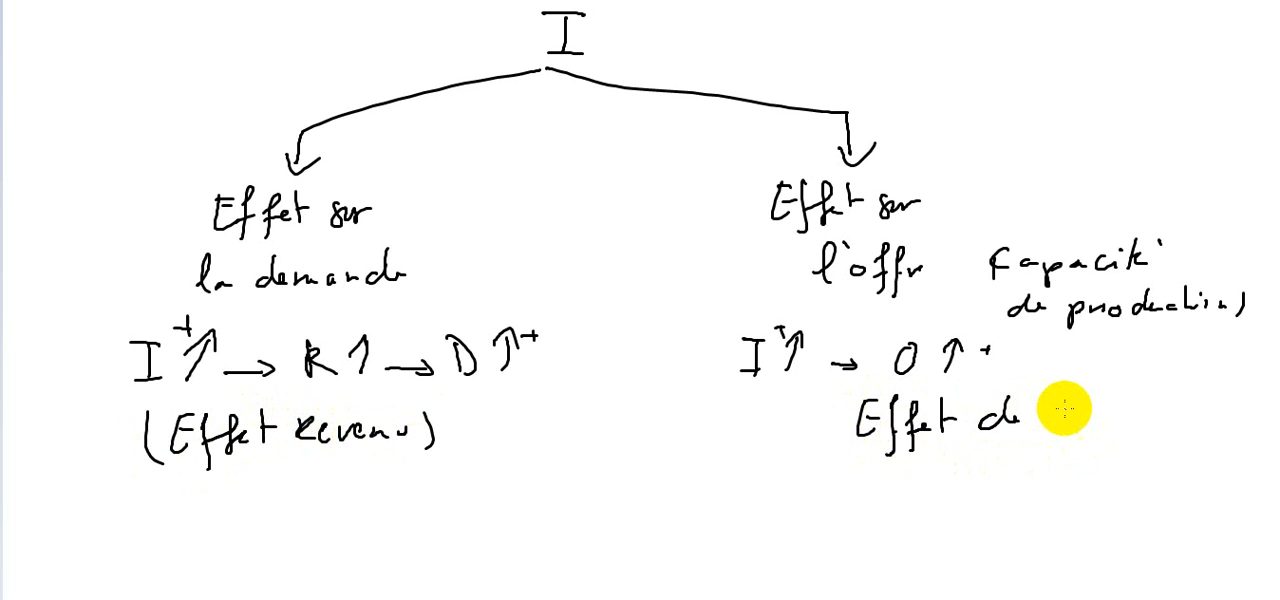 I
Effet sur
la demande
I ↑+ → R ↑ → D ↑+
(Effet Revenu)
Effet sur
l'offre (capacité
de production)
I ↑+ → O ↑+
Effet de